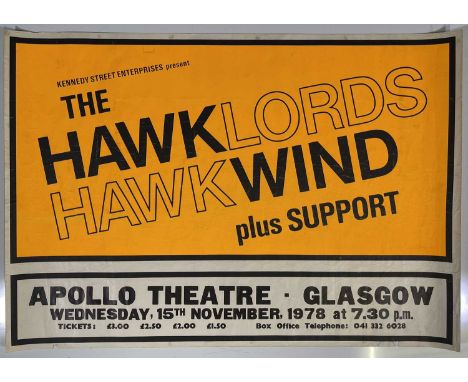 KENNEDY STREET ENTERPRISES present
THE
HAWKLORDS
HAWKWIND
plus SUPPORT
APOLLO THEATRE · GLASGOW
WEDNESDAY, 15TH NOVEMBER, 1978 at 7.30 p.m.
TICKETS: £3.00 £2.50 £2.00 £1.50 Box Office Telephone: 041 332 6028